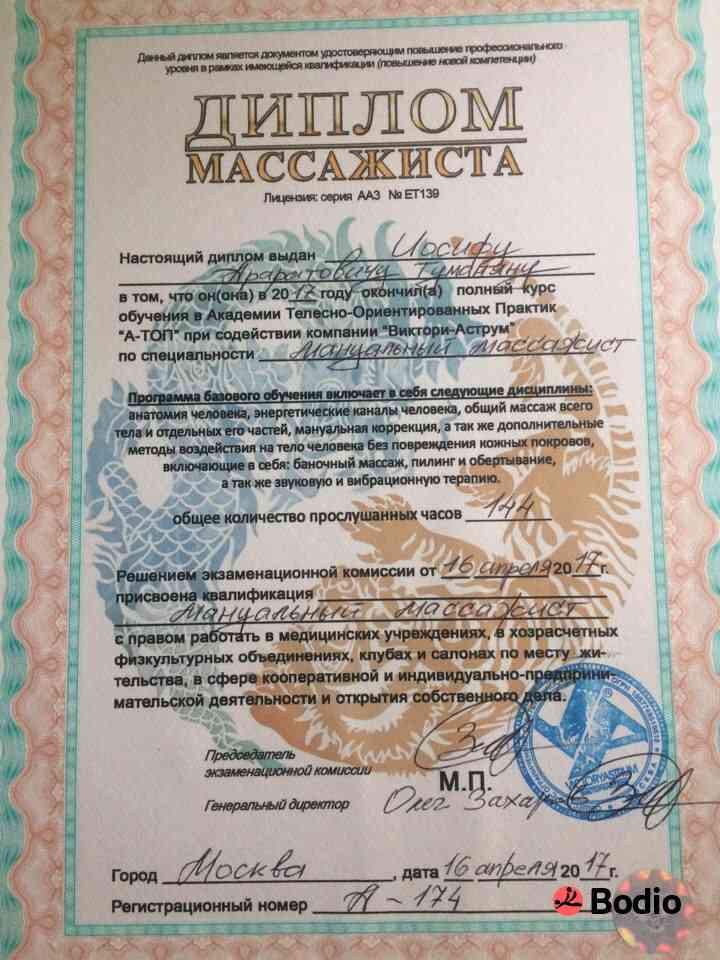 Данный диплом является документом удостоверяющим повышение профессионального
уровня в рамках имеющейся квалификации (повышение новой компетенции)
ДИПЛОМ
МАССАЖИСТА
Лицензия: серия ААЗ № ЕТ139
Настоящий диплом выдан Иосифу
Араратовичу Туманяну
в том, что он(она) в 2017 году окончил(а) полный курс
обучения в Академии Телесно-Ориентированных Практик
"А-ТОП" при содействии компании "Виктори-Аструм"
по специальности Мануальный массажист
Программа базового обучения включает в себя следующие дисциплины:
анатомия человека, энергетические каналы человека, общий массаж всего
тела и отдельных его частей, мануальная коррекция, а так же дополнительные
методы воздействия на тело человека без повреждения кожных покровов,
включающие в себя: баночный массаж, пилинг и обертывание,
а так же звуковую и вибрационную терапию.
общее количество прослушанных часов 144
Решением экзаменационной комиссии от 16 апреля 2017г.
присвоена квалификация
Мануальный массажист
с правом работать в медицинских учреждениях, в хозрасчетных
физкультурных объединениях, клубах и салонах по месту жи-
тельства, в сфере кооперативной и индивидуально-предприни-
мательской деятельности и открытия собственного дела.
Председатель
экзаменационной комиссии
М.П.
VICTORYASTRUM
Генеральный директор Олег Захар
Город Москва, дата 16 апреля 2017г.
Регистрационный номер А-174
Bodio